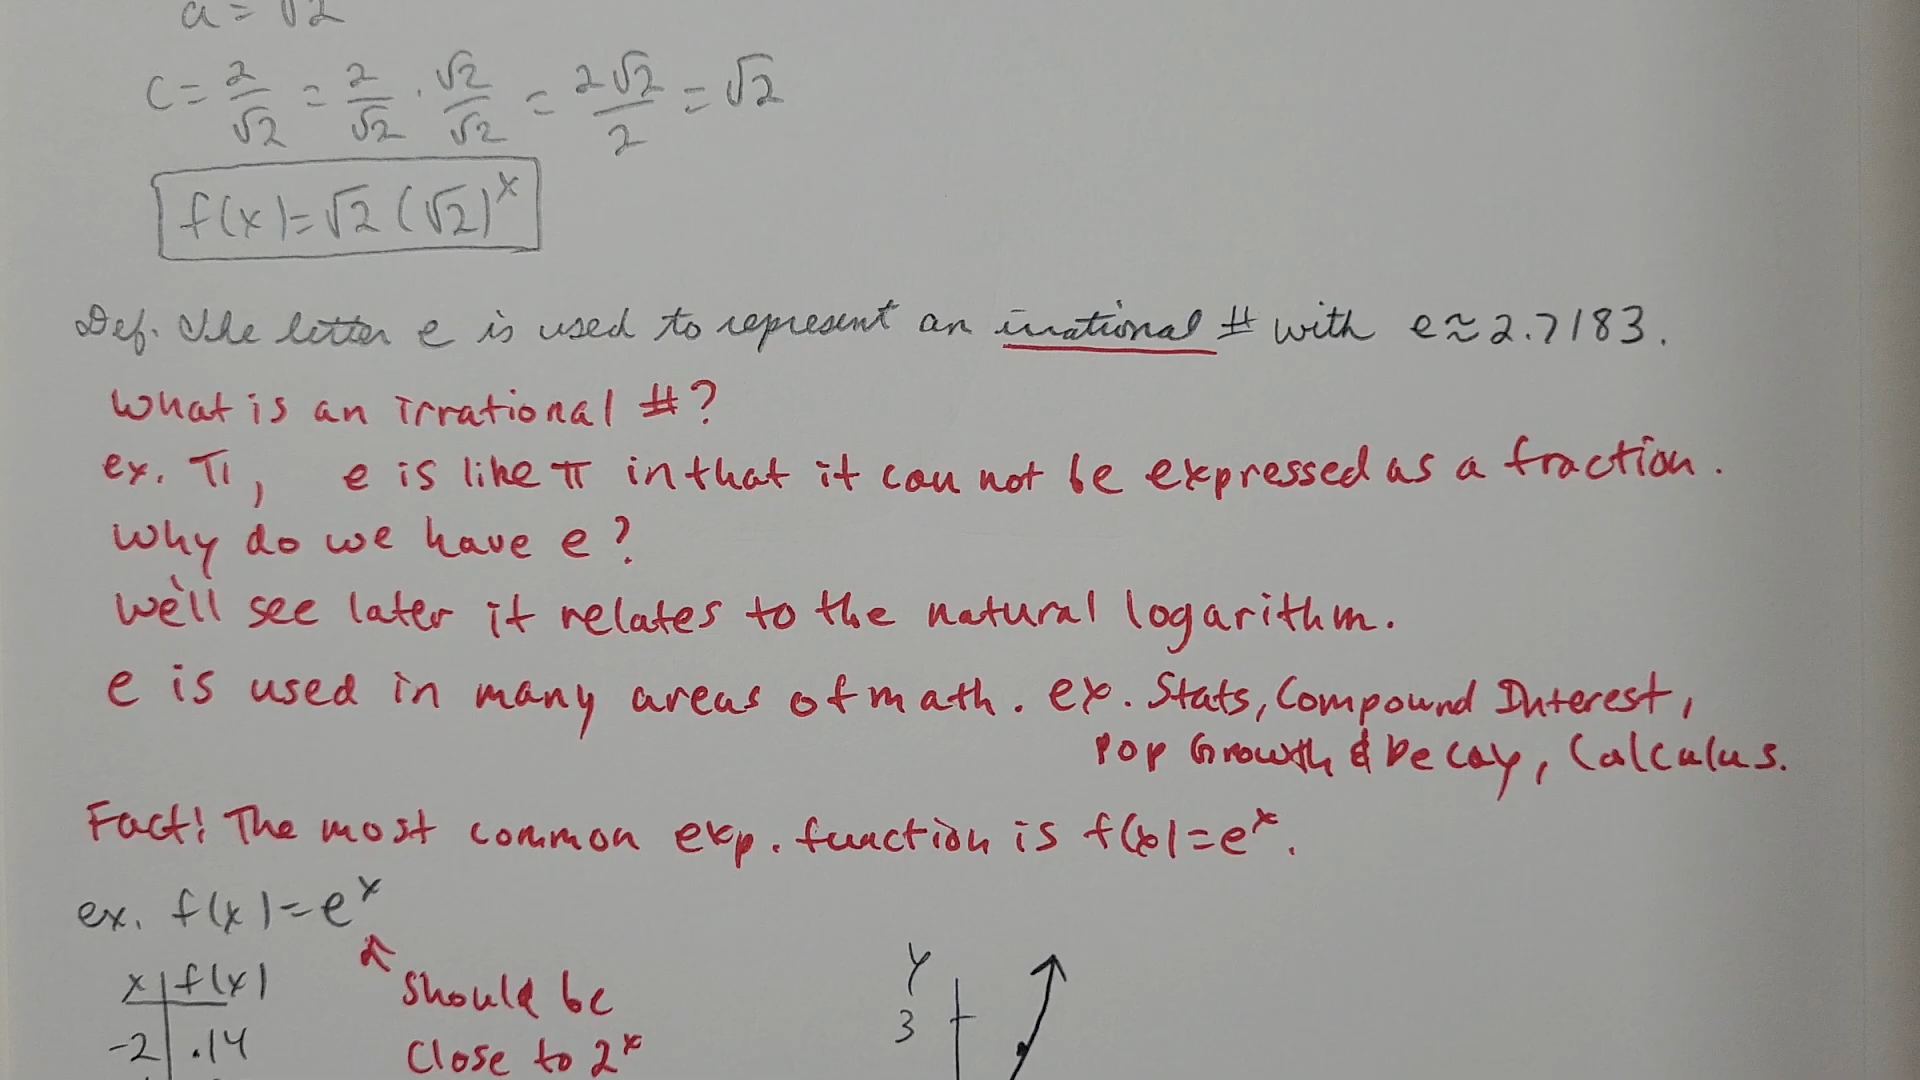 a = √2
c = 2/√2 = 2/√2 · √2/√2 = 2√2/2 = √2
f(x) = √2 (√2)^x
Def. The letter e is used to represent an irrational # with e ≈ 2.7183.
What is an irrational #?
ex. π, e is like π in that it can not be expressed as a fraction.
Why do we have e?
We'll see later it relates to the natural logarithm.
e is used in many areas of math. ex. Stats, Compound Interest,
Pop Growth & Decay, Calculus.
Fact! The most common exp. function is f(x) = e^x.
ex. f(x) = e^x
x | f(x)
-2 | .14
should be
close to 2^x
y
3